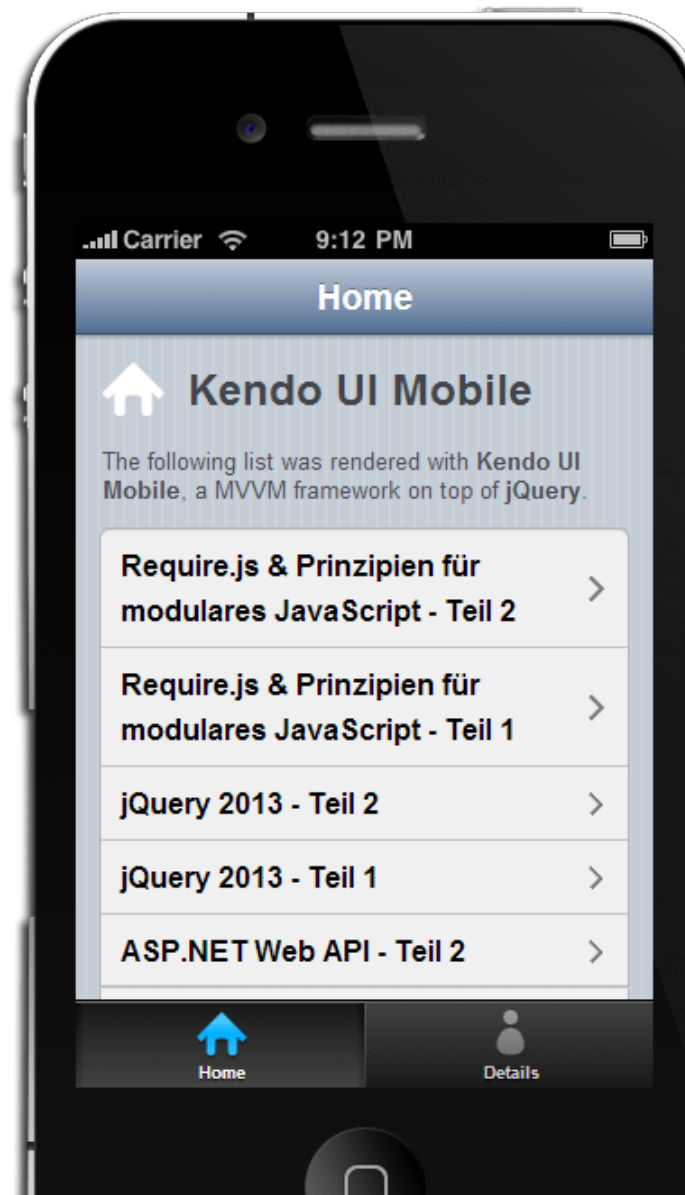 Carrier 9:12 PM
Home
Kendo UI Mobile
The following list was rendered with Kendo UI
Mobile, a MVVM framework on top of jQuery.
Require.js & Prinzipien für
modulares JavaScript - Teil 2
Require.js & Prinzipien für
modulares JavaScript - Teil 1
jQuery 2013 - Teil 2
jQuery 2013 - Teil 1
ASP.NET Web API - Teil 2
Home Details